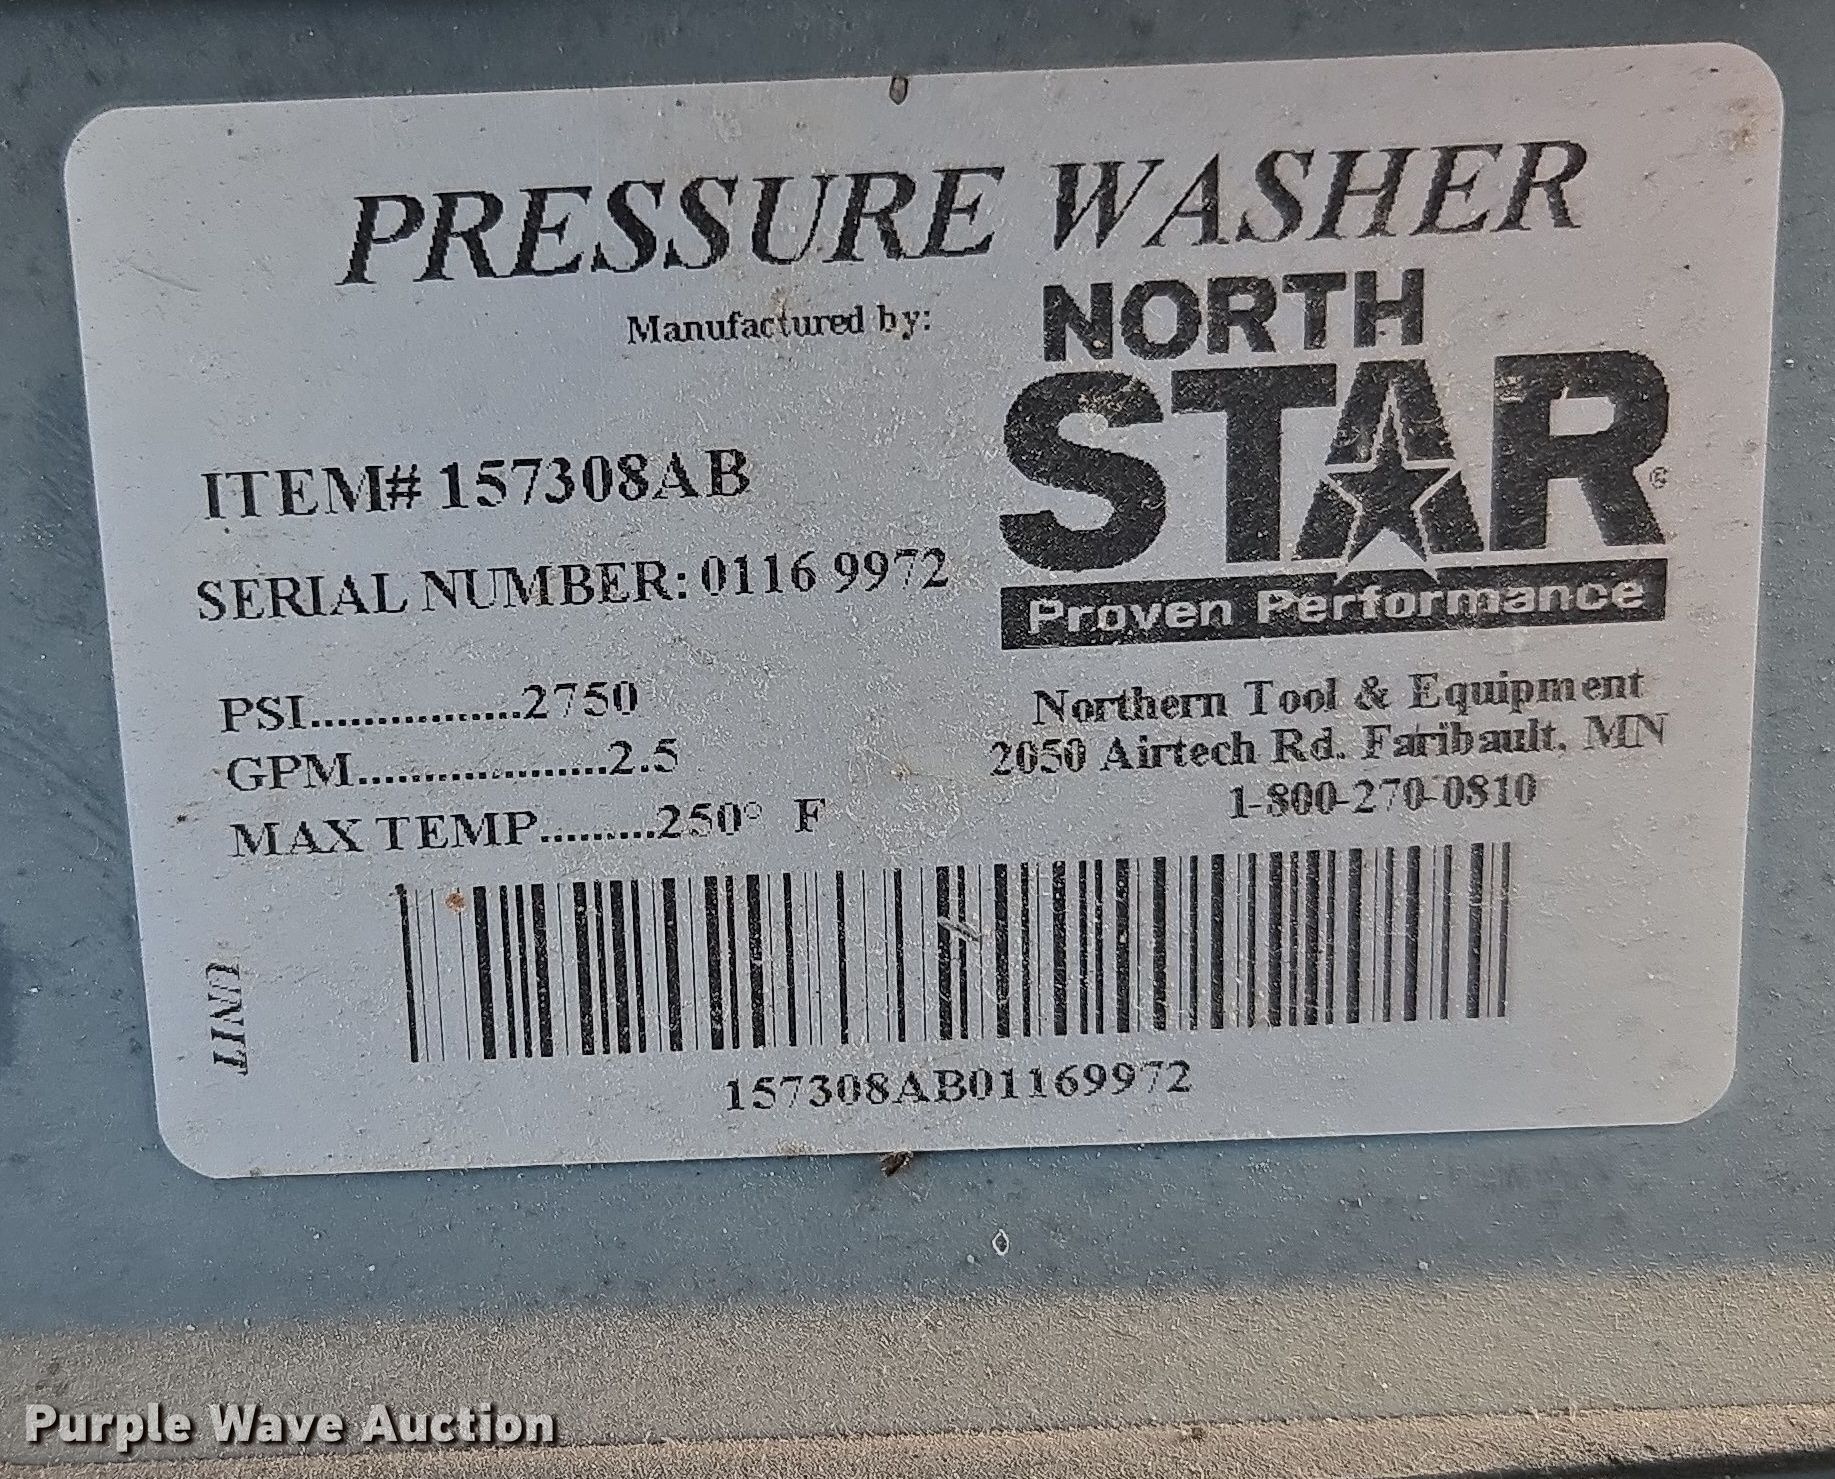 PRESSURE WASHER
Manufactured by:
NORTH
STAR®
Proven Performance
ITEM# 157308AB
SERIAL NUMBER: 0116 9972
PSI................2750
GPM...................2.5
MAX TEMP.........250° F
Northern Tool & Equipment
2050 Airtech Rd. Faribault, MN
1-800-270-0810
UNIT
157308AB01169972
Purple Wave Auction